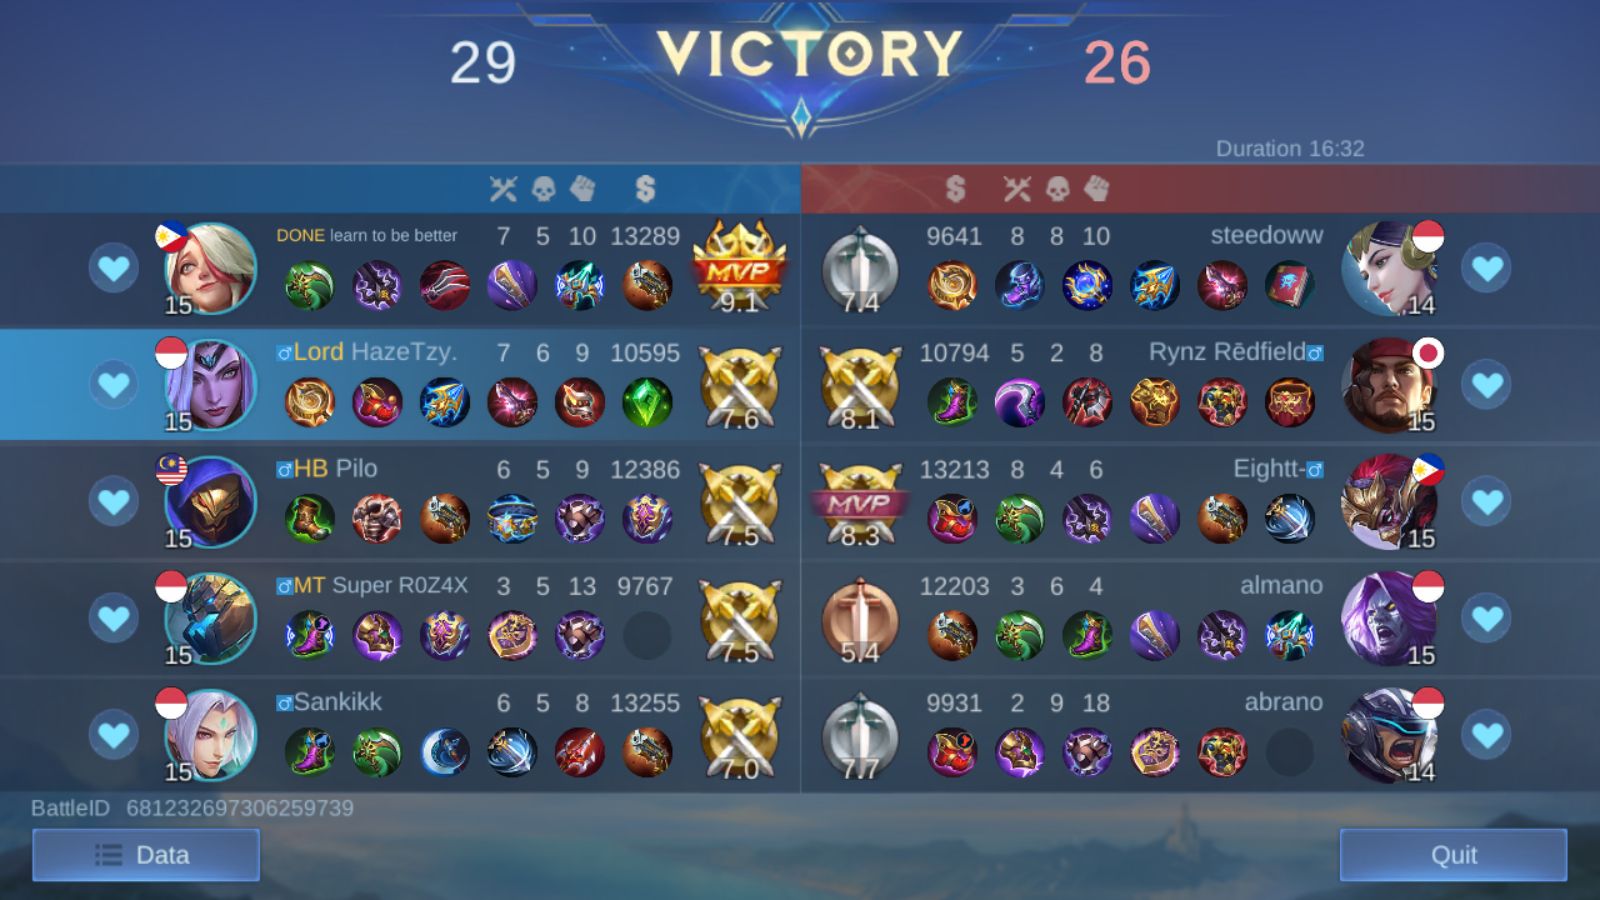 29 VICTORY 26
Duration 16:32
DONE learn to be better 7 5 10 13289 MVP 9.1
15
7.4 9641 8 8 10 steedoww
14
Lord HazeTzy. 7 6 9 10595 7.6
15
8.1 10794 5 2 8 Rynz Rēdfield
15
HB Pilo 6 5 9 12386 7.5
15
MVP 8.3 13213 8 4 6 Eightt-
15
MT Super R0Z4X 3 5 13 9767 7.5
15
5.4 12203 3 6 4 almano
15
Sankikk 6 5 8 13255 7.0
15
7.7 9931 2 9 18 abrano
14
BattleID 681232697306259739
Data
Quit